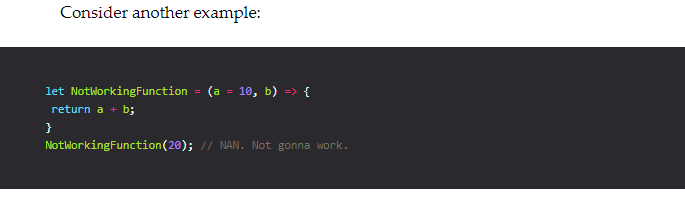 Consider another example:
let NotWorkingFunction = (a = 10, b) => {
return a + b;
}
NotWorkingFunction(20); // NAN. Not gonna work.